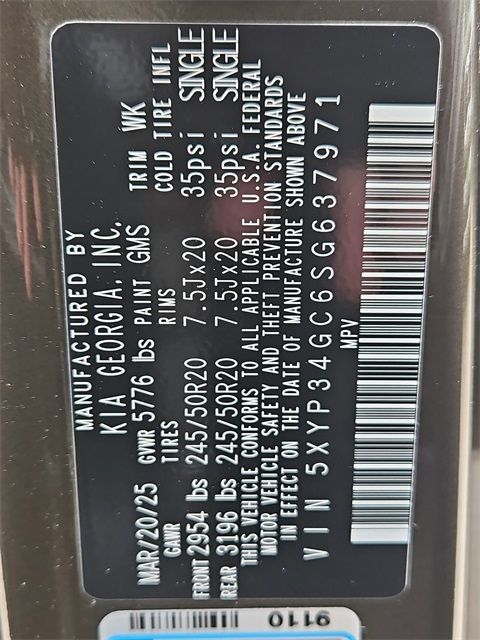 MANUFACTURED BY
KIA GEORGIA, INC.
MAR/20/25 GVWR 5776 lbs PAINT GMS TRIM WK
GAWR TIRES RIMS COLD TIRE INFL
FRONT 2954 lbs 245/50R20 7.5Jx20 35psi SINGLE
REAR 3196 lbs 245/50R20 7.5Jx20 35psi SINGLE
THIS VEHICLE CONFORMS TO ALL APPLICABLE U.S.A. FEDERAL
MOTOR VEHICLE SAFETY AND THEFT PREVENTION STANDARDS
IN EFFECT ON THE DATE OF MANUFACTURE SHOWN ABOVE
VIN 5XYP34GC6SG637971
MPV
9110